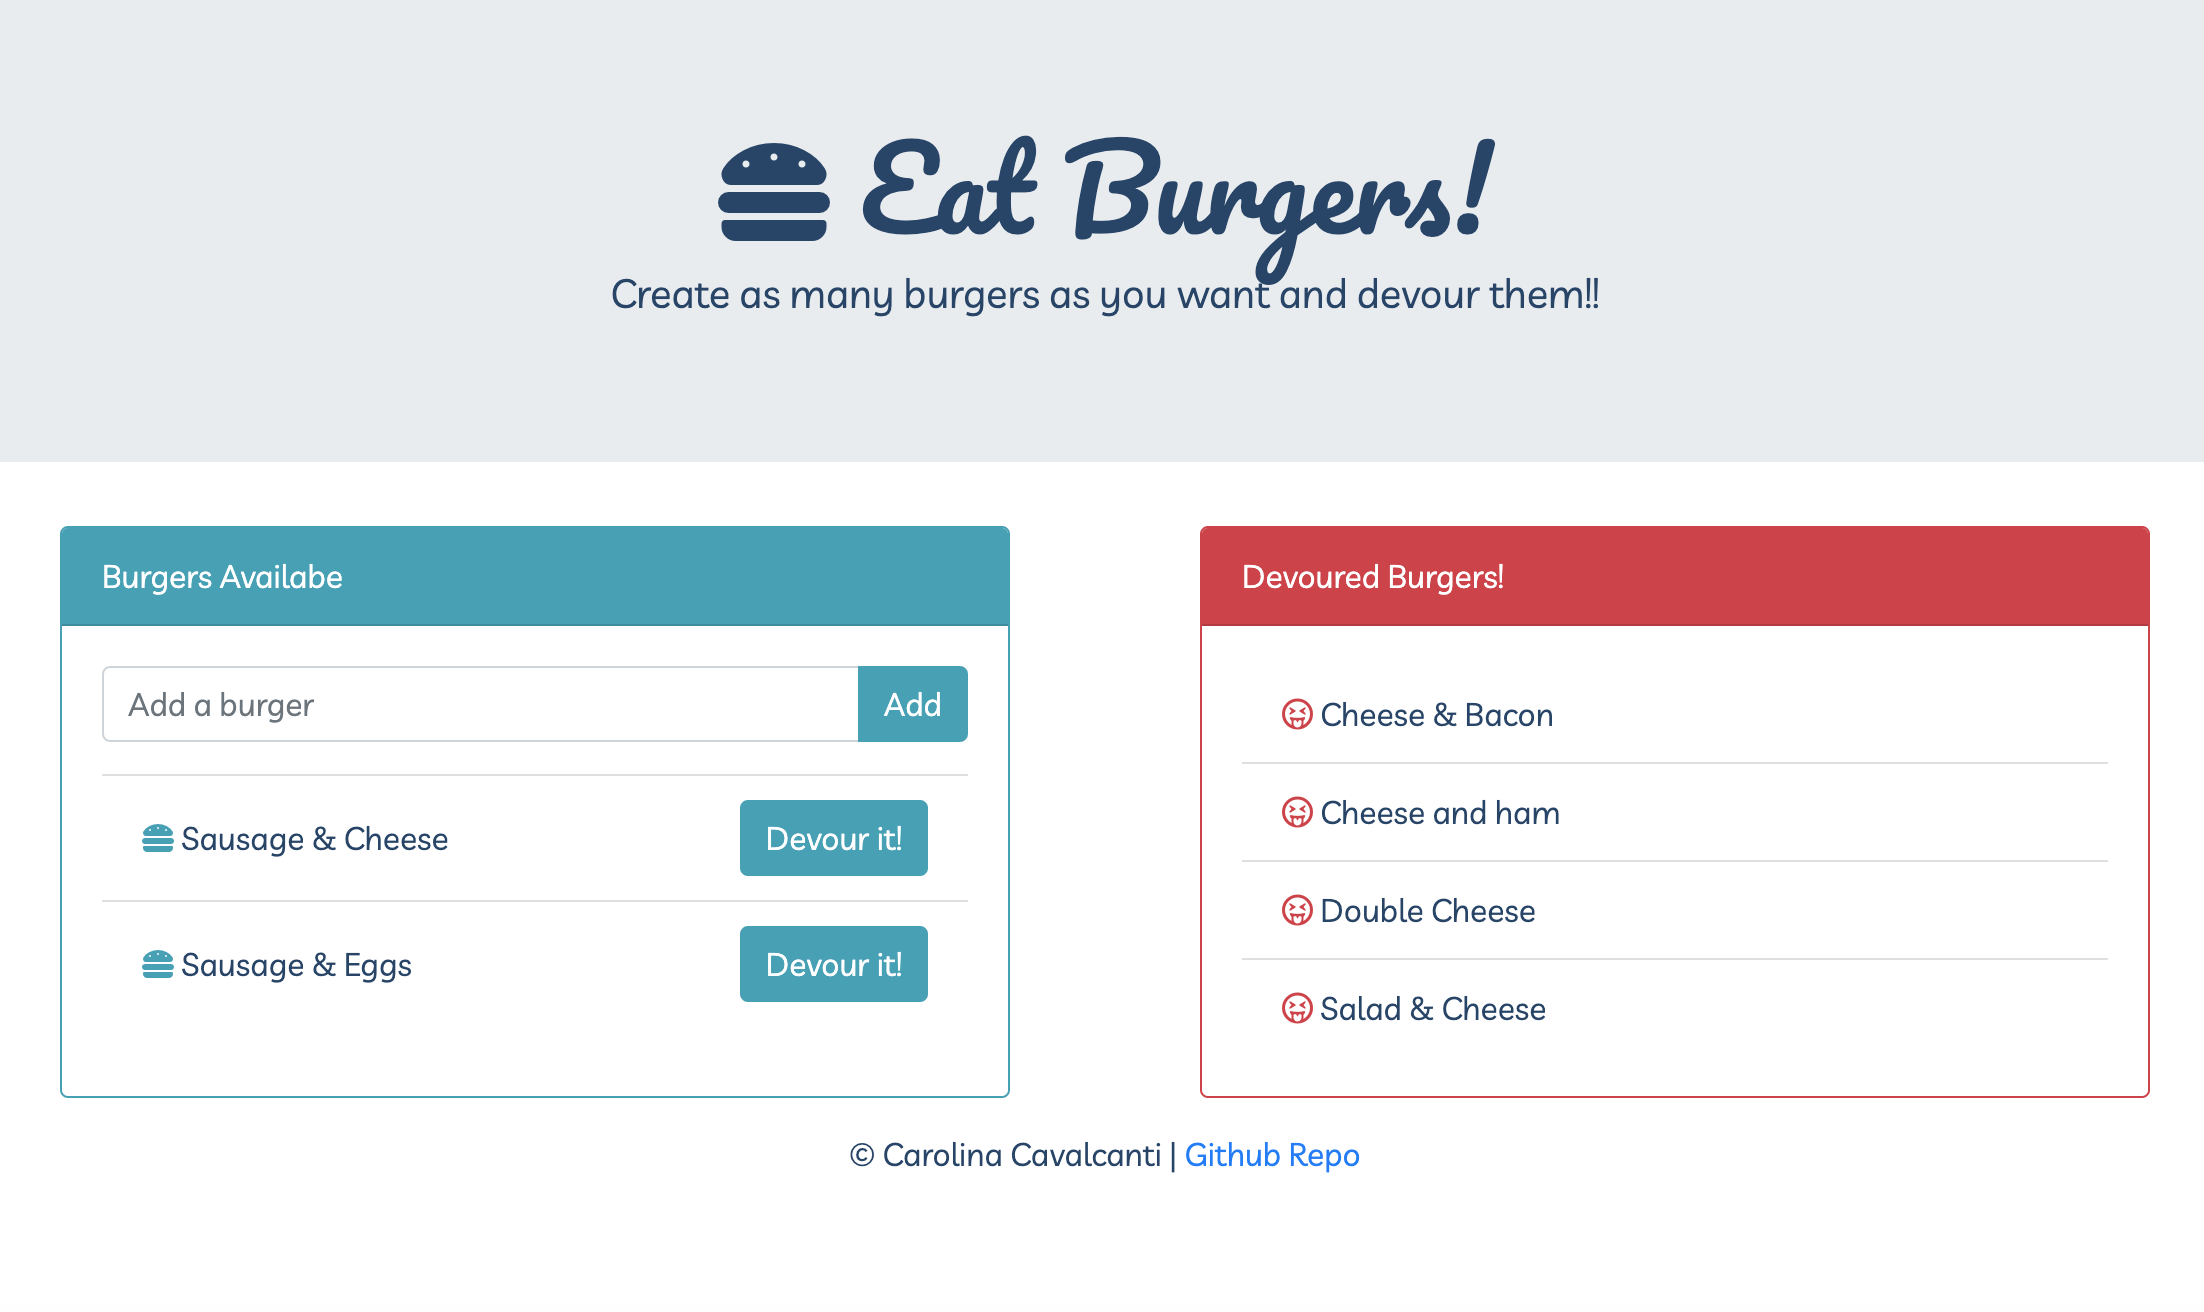 Eat Burgers!
Create as many burgers as you want and devour them!!
Burgers Availabe
Add a burger
Add
Sausage & Cheese
Devour it!
Sausage & Eggs
Devour it!
Devoured Burgers!
Cheese & Bacon
Cheese and ham
Double Cheese
Salad & Cheese
© Carolina Cavalcanti | Github Repo